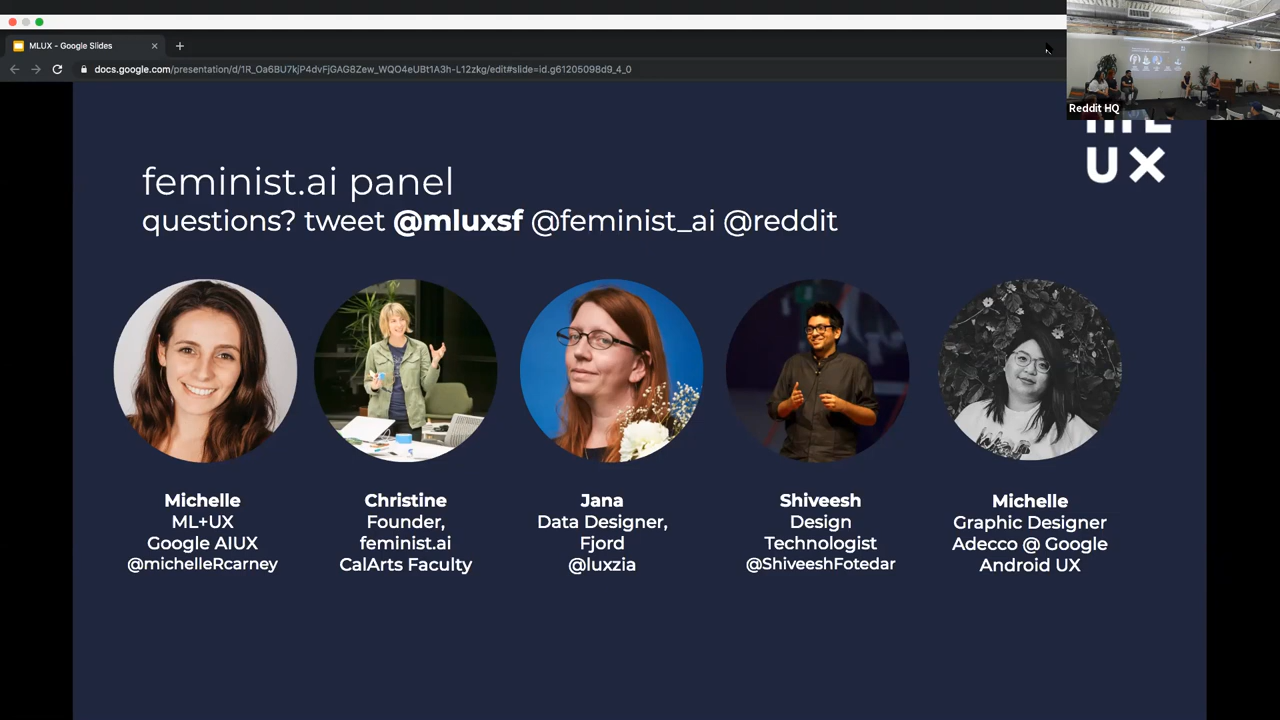 MLUX - Google Slides
docs.google.com/presentation/d/1R_Oa6BU7kjP4dvFjGAG8Zew_WQO4eUBt1A3h-L12zkg/edit#slide=id.g61205098d9_4_0
Reddit HQ
ML
UX
feminist.ai panel
questions? tweet @mluxsf @feminist_ai @reddit
Michelle
ML+UX
Google AIUX
@michelleRcarney
Christine
Founder,
feminist.ai
CalArts Faculty
Jana
Data Designer,
Fjord
@luxzia
Shiveesh
Design
Technologist
@ShiveeshFotedar
Michelle
Graphic Designer
Adecco @ Google
Android UX